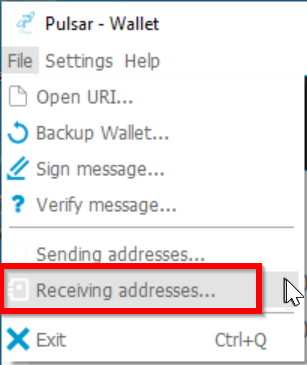 Pulsar - Wallet
File Settings Help
Open URI...
Backup Wallet...
Sign message...
Verify message...
Sending addresses...
Receiving addresses...
Exit Ctrl+Q